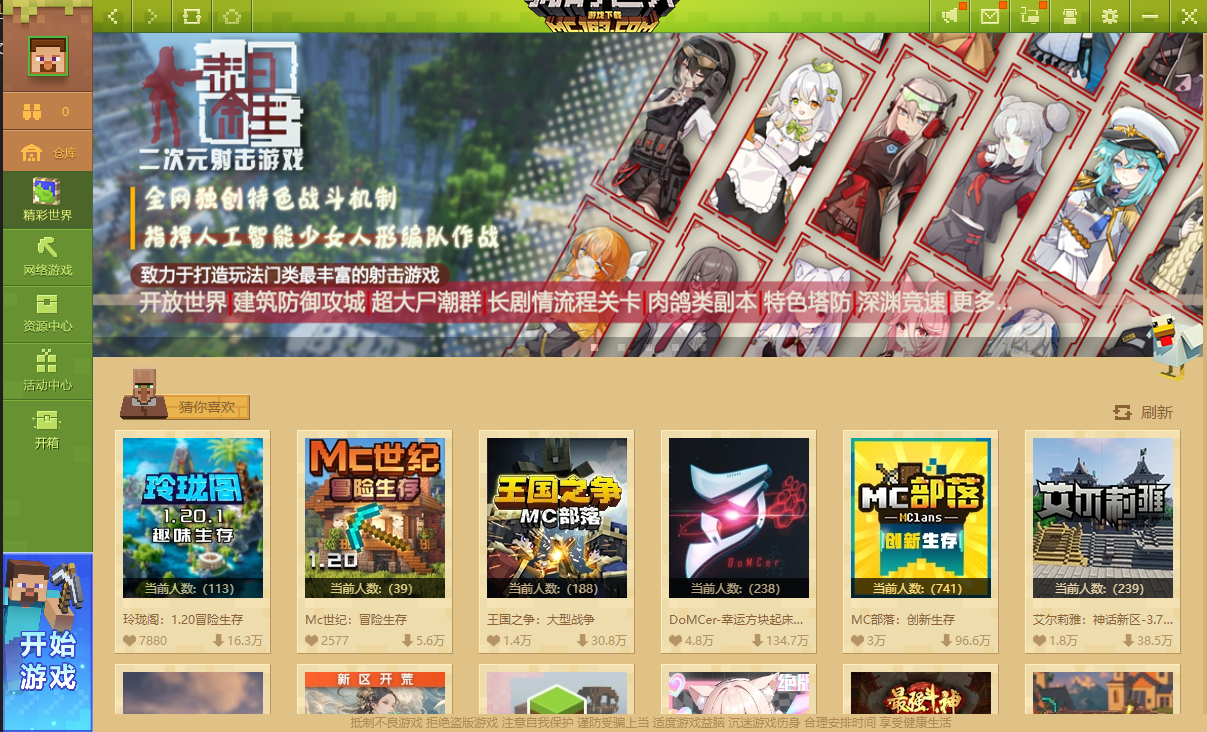 游戏下载
MC.163.COM
0
仓库
精彩世界
网络游戏
资源中心
活动中心
开箱
开始
游戏
二次元射击游戏
全网独创特色战斗机制
指挥人工智能少女人形编队作战
致力于打造玩法门类最丰富的射击游戏
开放世界|建筑防御攻城|超大尸潮群|长剧情流程关卡|肉鸽类副本|特色塔防|深渊竞速|更多...
猜你喜欢
刷新
玲珑阁
1.20.1
趣味生存
当前人数: (113)
玲珑阁：1.20冒险生存
7880
16.3万
Mc世纪
冒险生存
1.20
当前人数: (39)
Mc世纪：冒险生存
2577
5.6万
王国之争
MC部落
当前人数: (188)
王国之争：大型战争
1.4万
30.8万
DoMCer
当前人数: (238)
DoMCer-幸运方块起床...
4.8万
134.7万
MC部落
MClans
创新生存
当前人数: (741)
MC部落：创新生存
3万
96.6万
艾尔莉雅
当前人数: (239)
艾尔莉雅：神话新区-3.7...
1.8万
38.5万
新区开荒
绝版
最强斗神
抵制不良游戏 拒绝盗版游戏 注意自我保护 谨防受骗上当 适度游戏益脑 沉迷游戏伤身 合理安排时间 享受健康生活